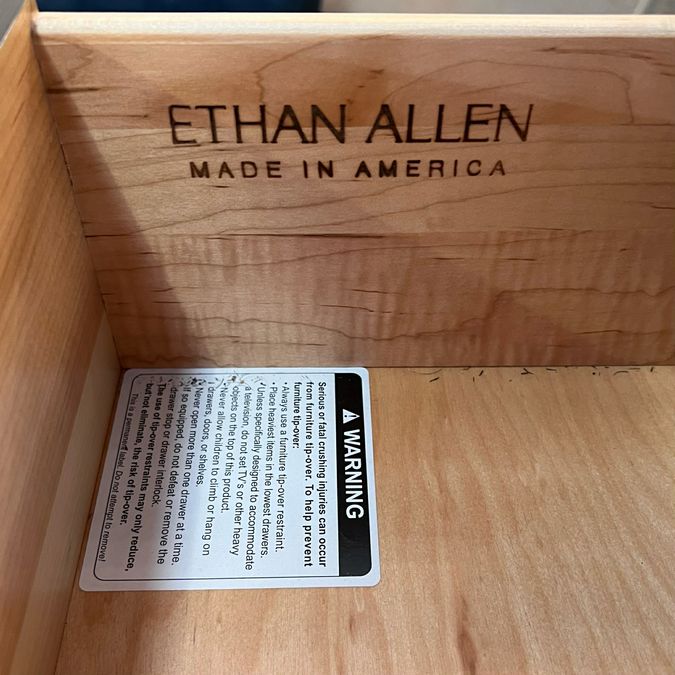 ETHAN ALLEN
MADE IN AMERICA
WARNING
Serious or fatal crushing injuries can occur
from furniture tip-over. To help prevent
furniture tip-over:
• Always use a furniture tip-over restraint.
• Place heaviest items in the lowest drawers.
• Unless specifically designed to accommodate
a television, do not set TV's or other heavy
objects on the top of this product.
• Never allow children to climb or hang on
drawers, doors, or shelves.
• Never open more than one drawer at a time.
• If so equipped, do not defeat or remove the
drawer stop or drawer interlock.
The use of tip-over restraints may only reduce,
but not eliminate, the risk of tip-over.
This is a permanent label. Do not attempt to remove!